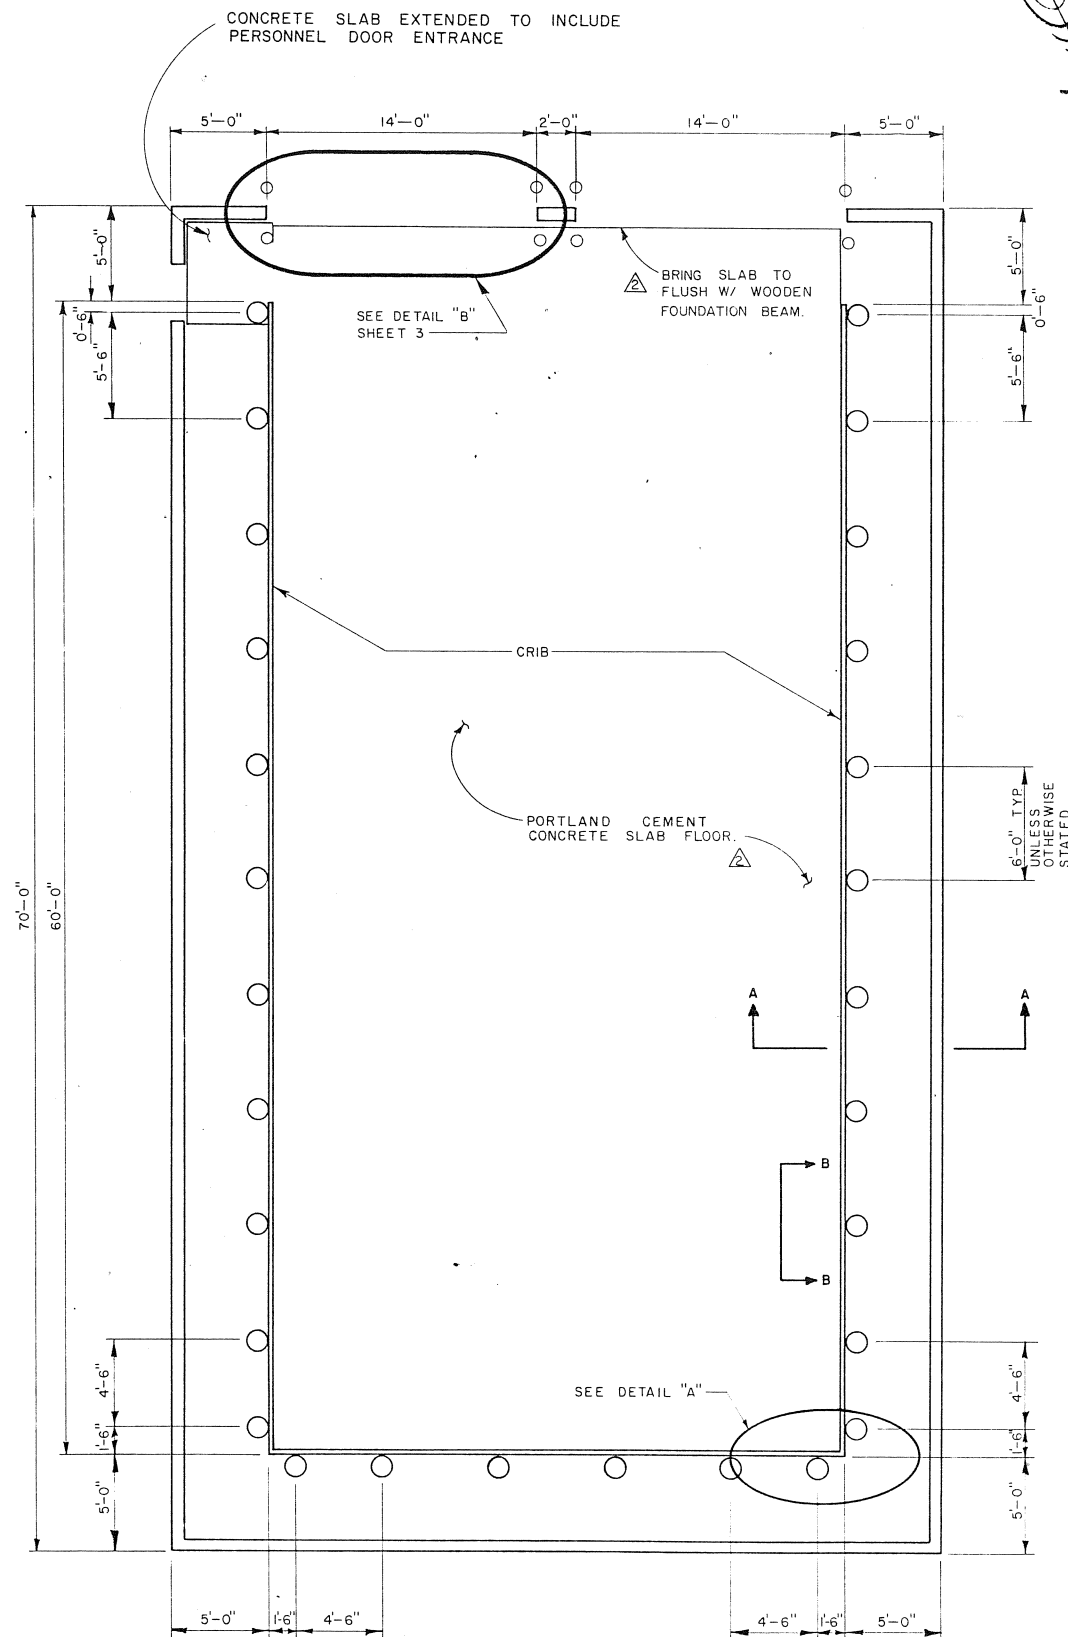 CONCRETE SLAB EXTENDED TO INCLUDE
PERSONNEL DOOR ENTRANCE
5'-0"
14'-0"
2'-0"
14'-0"
5'-0"
5'-0"
0'-6"
5'-6"
SEE DETAIL "B"
SHEET 3
2
BRING SLAB TO
FLUSH W/ WOODEN
FOUNDATION BEAM.
5'-0"
0'-6"
5'-6"
CRIB
PORTLAND CEMENT
CONCRETE SLAB FLOOR.
2
6'-0" TYP.
UNLESS
OTHERWISE
STATED
70'-0"
60'-0"
A
A
B
B
SEE DETAIL "A"
4'-6"
1'-6"
5'-0"
4'-6"
1'-6"
5'-0"
5'-0"
1'-6"
4'-6"
4'-6"
1'-6"
5'-0"